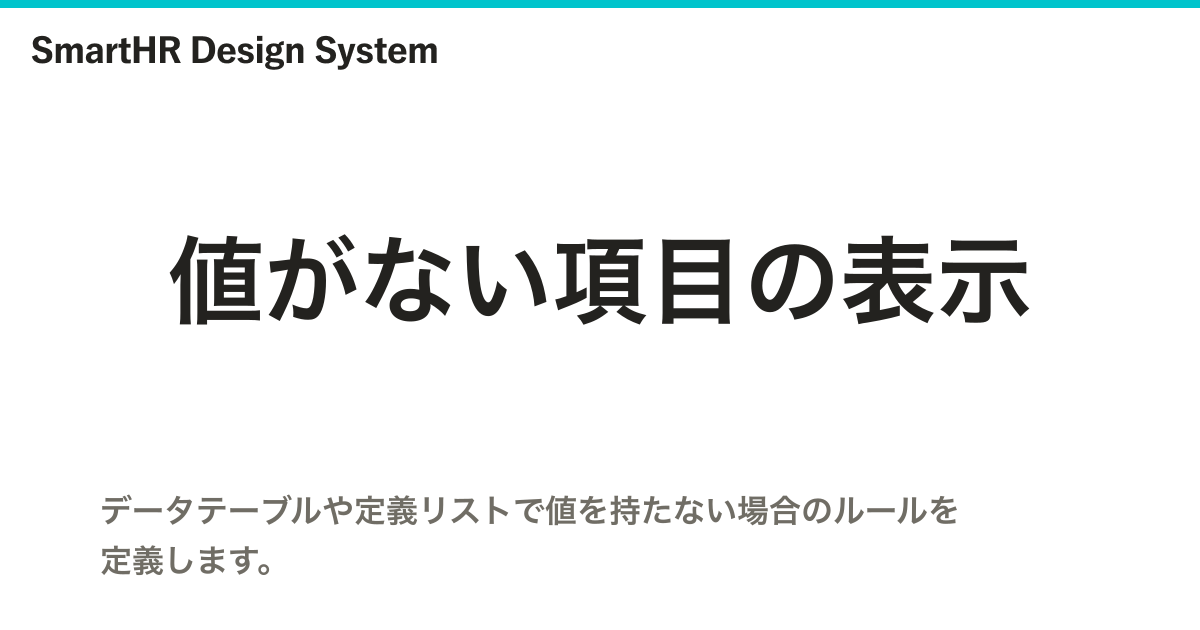 SmartHR Design System
値がない項目の表示
データテーブルや定義リストで値を持たない場合のルールを
定義します。